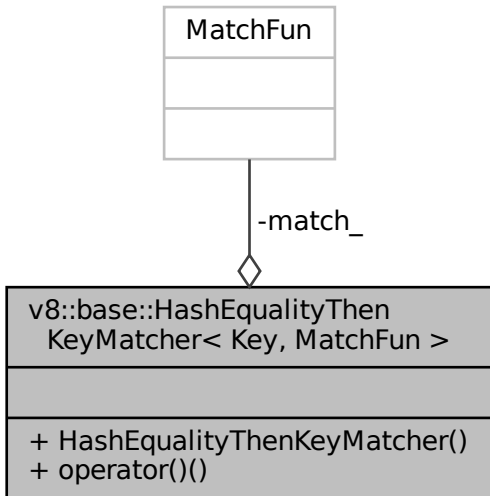 MatchFun
-match_
v8::base::HashEqualityThen
KeyMatcher< Key, MatchFun >
+ HashEqualityThenKeyMatcher()
+ operator()()